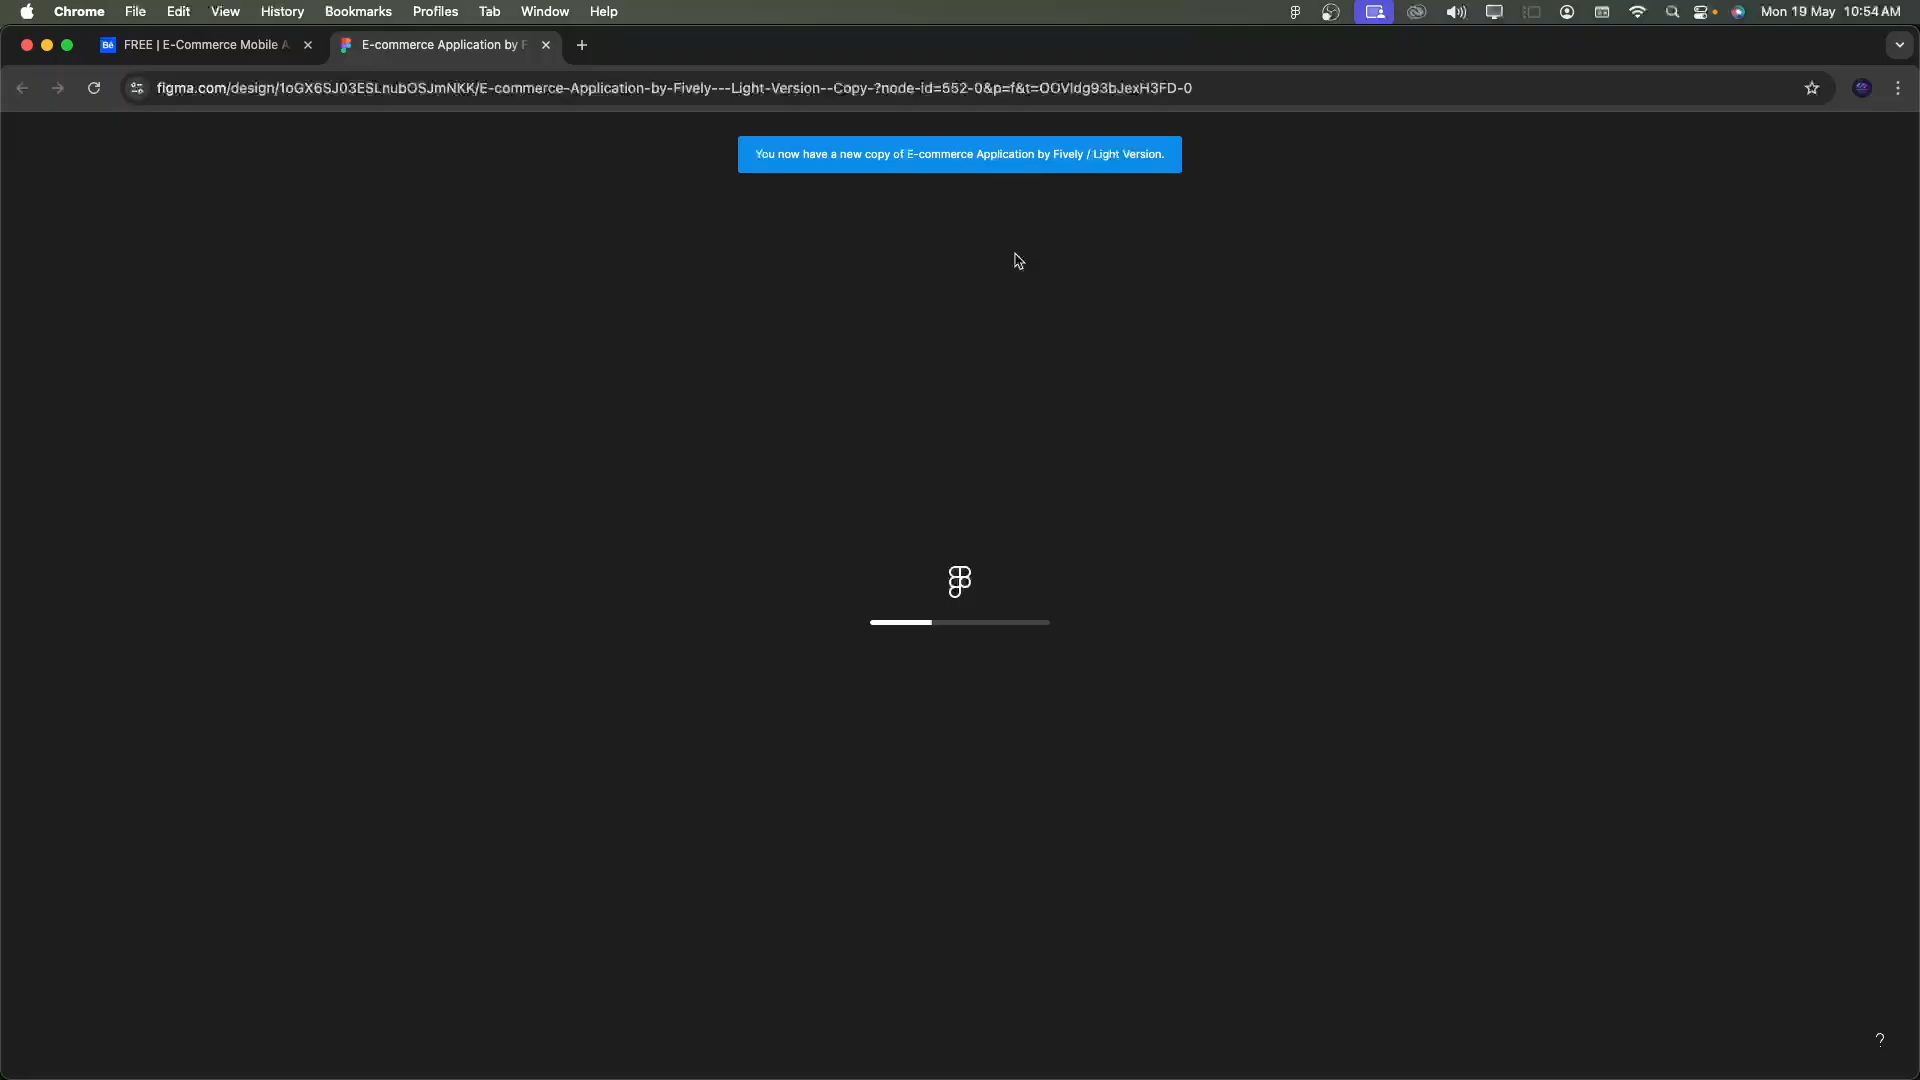 Chrome File Edit View History Bookmarks Profiles Tab Window Help Mon 19 May 10:54 AM
Bē FREE | E-Commerce Mobile A E-commerce Application by F
figma.com/design/1oGX6SJ03ESLnubOSJmNKK/E-commerce-Application-by-Fively---Light-Version--Copy-?node-id=552-0&p=f&t=OOVIdg93bJexH3FD-0
You now have a new copy of E-commerce Application by Fively / Light Version.
?